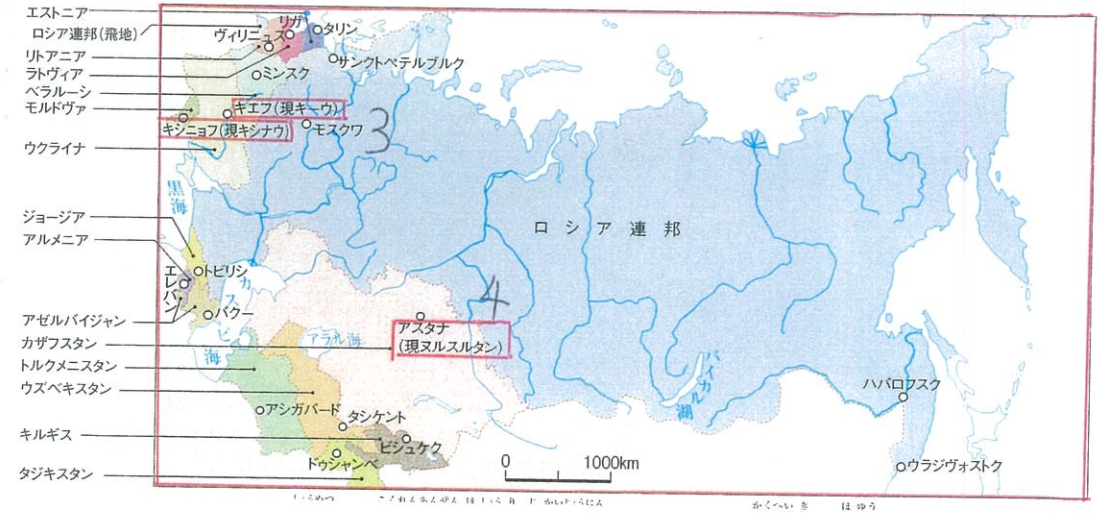 エストニア
ロシア連邦(飛地)
リトアニア
ラトヴィア
ベラルーシ
モルドヴァ
ウクライナ
ジョージア
アルメニア
アゼルバイジャン
カザフスタン
トルクメニスタン
ウズベキスタン
キルギス
タジキスタン
リガ
タリン
ヴィリニュス
サンクトペテルブルク
ミンスク
キエフ(現キーウ)
キシニョフ(現キシナウ)
モスクワ
3
黒海
ロシア連邦
トビリシ
エレバン
バクー
カスピ海
アラル海
4
アスタナ
(現ヌルスルタン)
バイカル湖
ハバロフスク
アシガバード
タシケント
ビシュケク
ドゥシャンベ
0 1000km
ウラジヴォストク